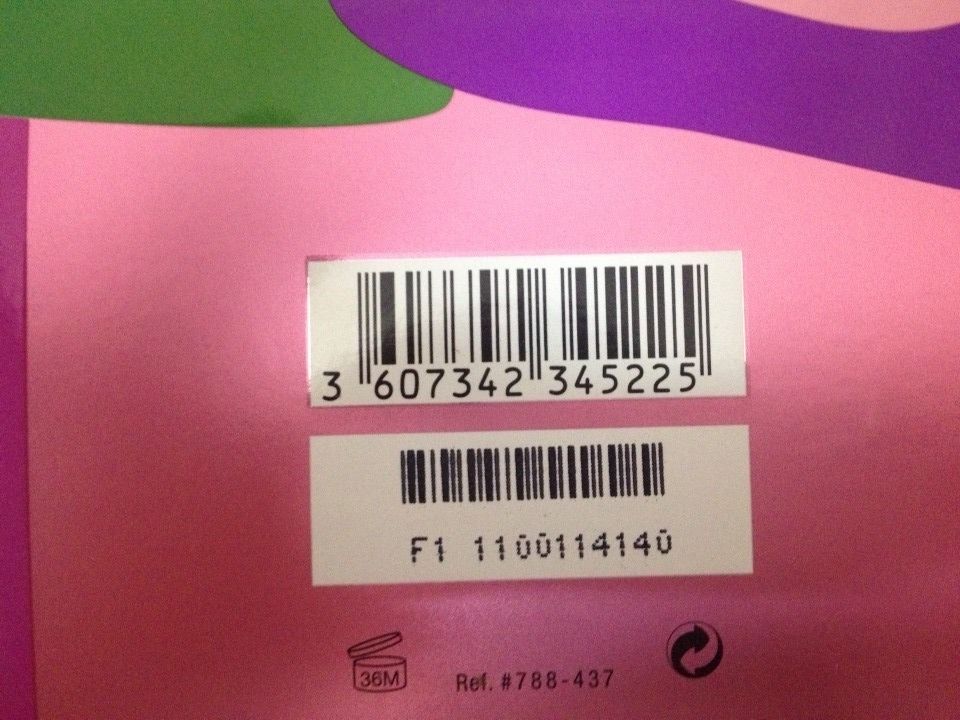 3 607342 345225
F1 1100114140
36M
Ref. #788-437